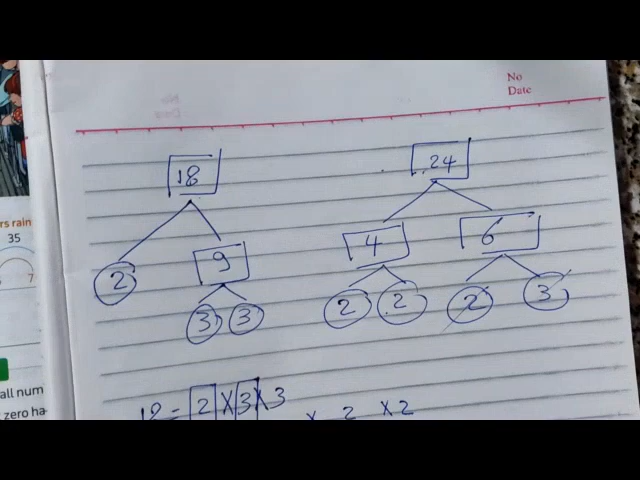 No
Date
rs rain
35
7
18
24
2
9
4
6
3 3
2 2 2 3
18 = 2 X 3 X 3
x 2 x 2
all num
zero ha-